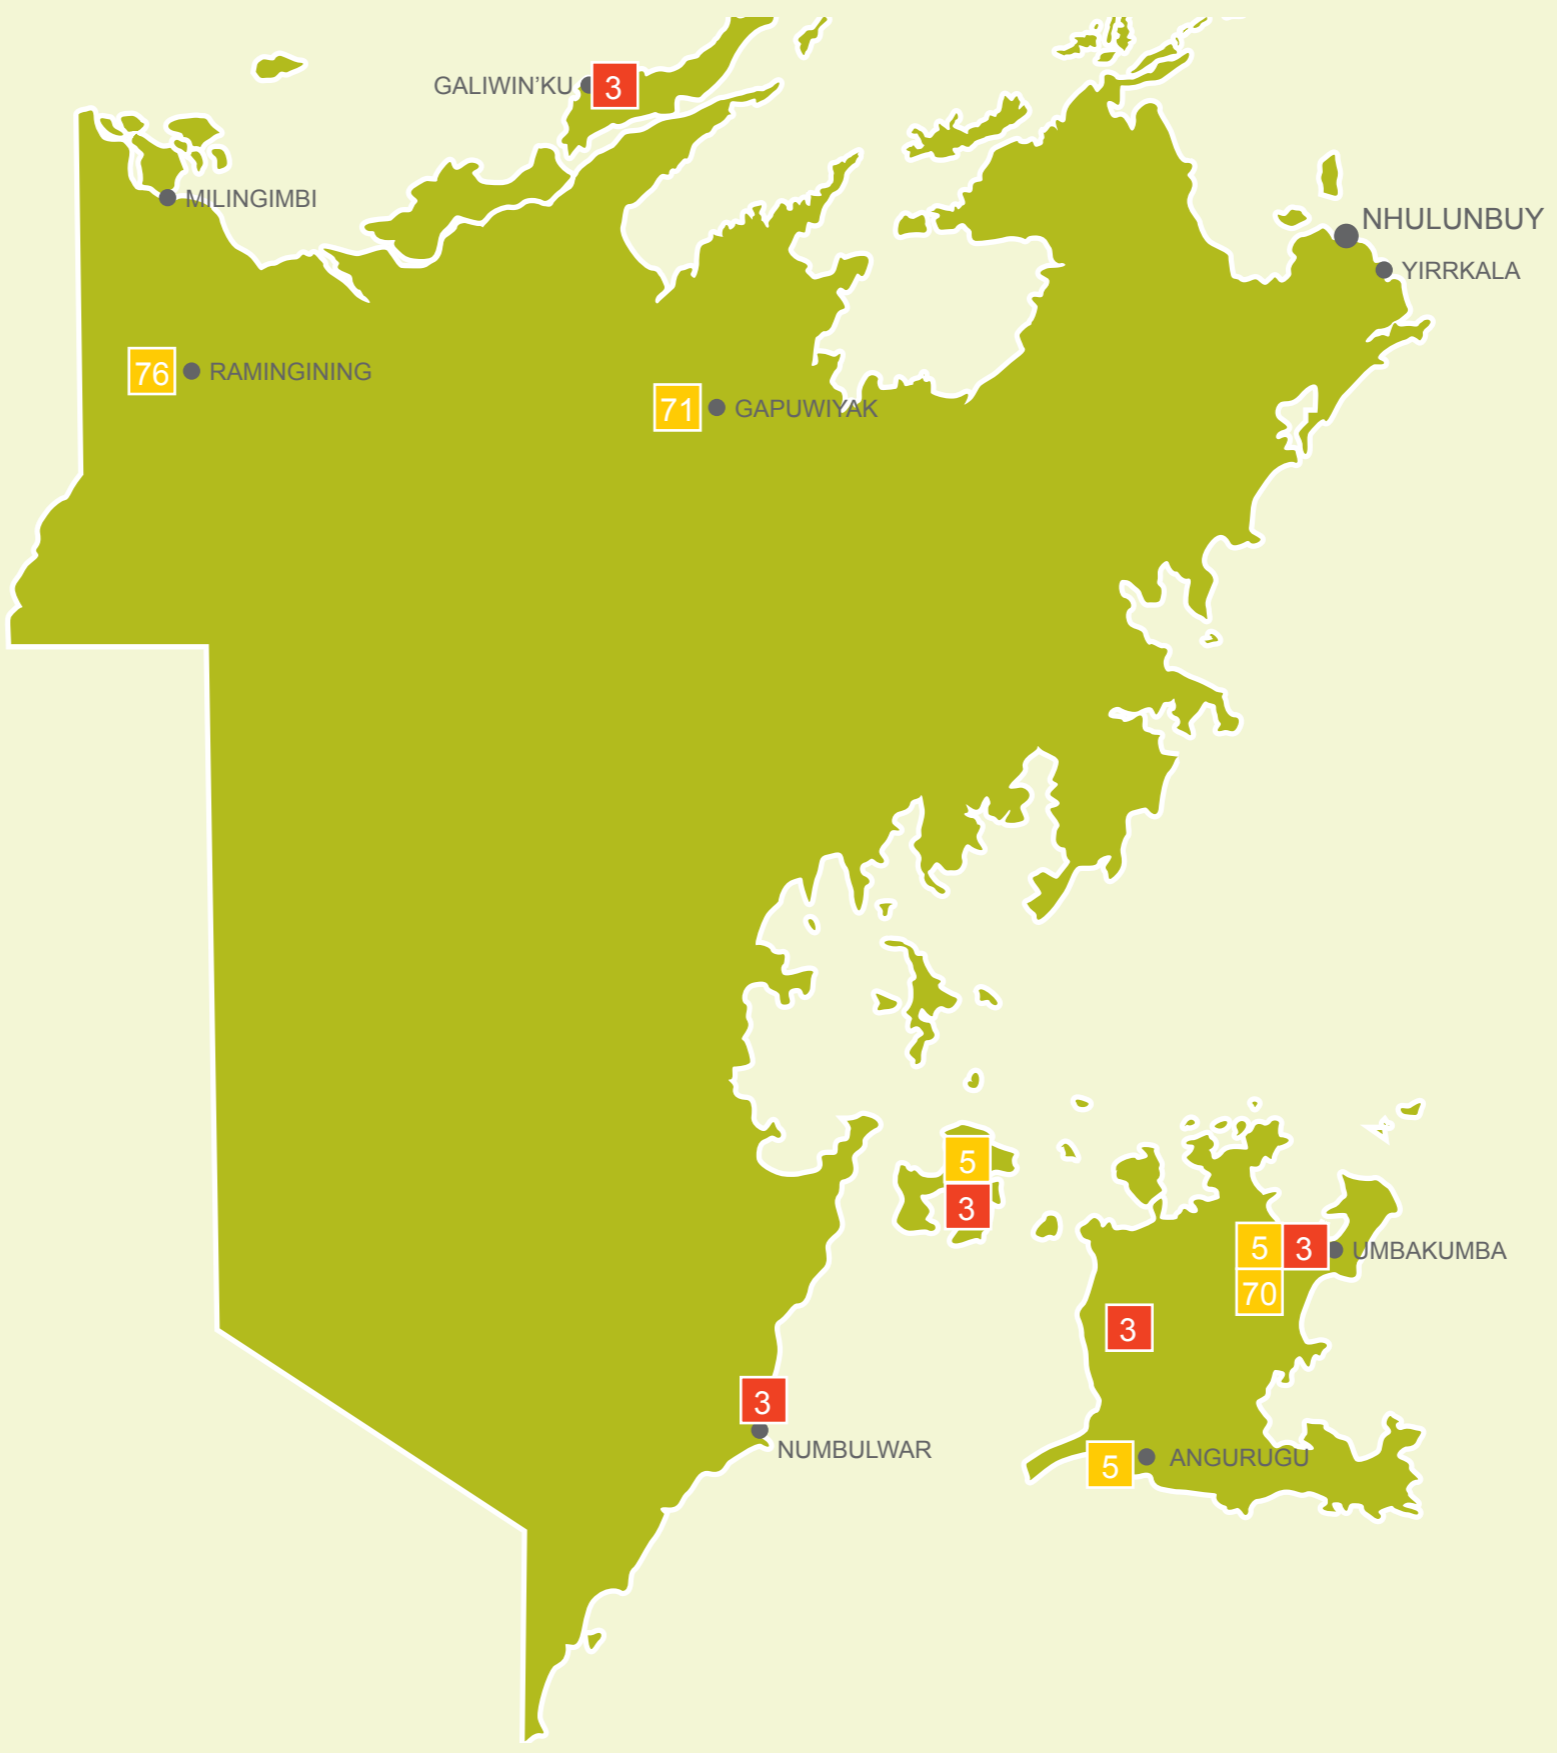 GALIWIN'KU
3
MILINGIMBI
NHULUNBUY
YIRRKALA
76
RAMINGINING
71
GAPUWIYAK
5
3
5
3
UMBAKUMBA
70
3
3
NUMBULWAR
5
ANGURUGU